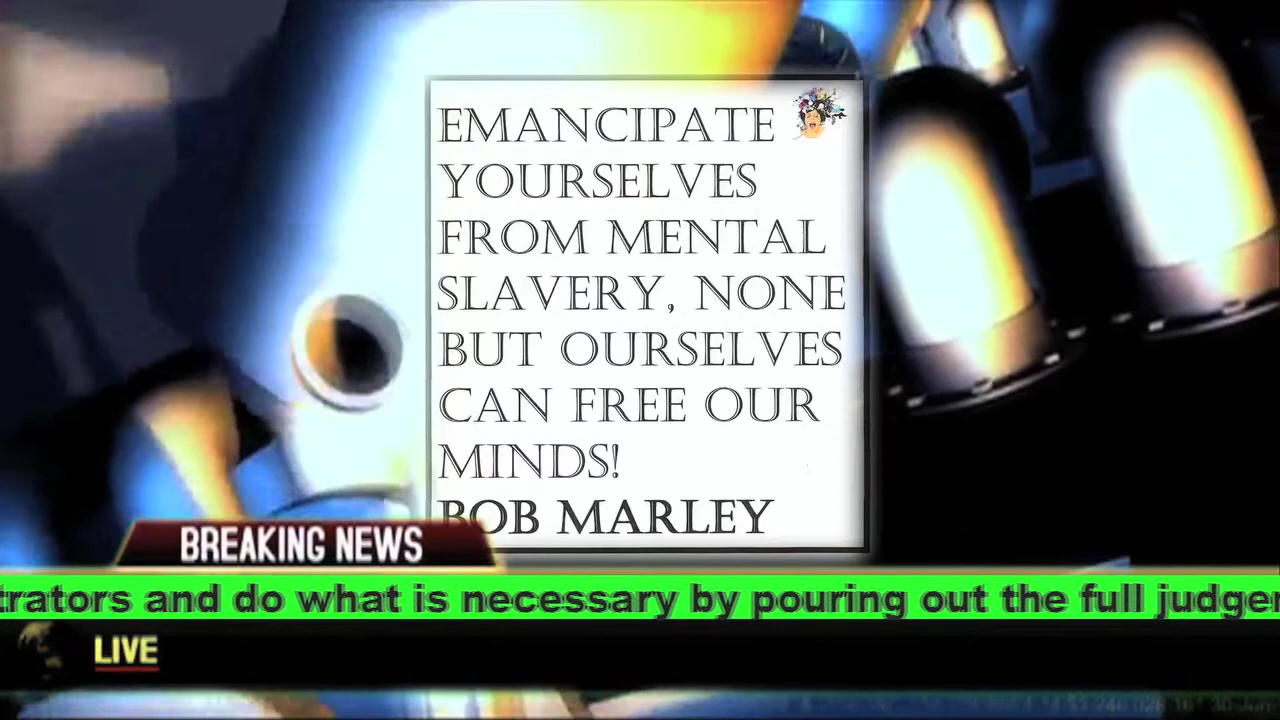 EMANCIPATE
YOURSELVES
FROM MENTAL
SLAVERY, NONE
BUT OURSELVES
CAN FREE OUR
MINDS!
BOB MARLEY
BREAKING NEWS
trators and do what is necessary by pouring out the full judge
LIVE